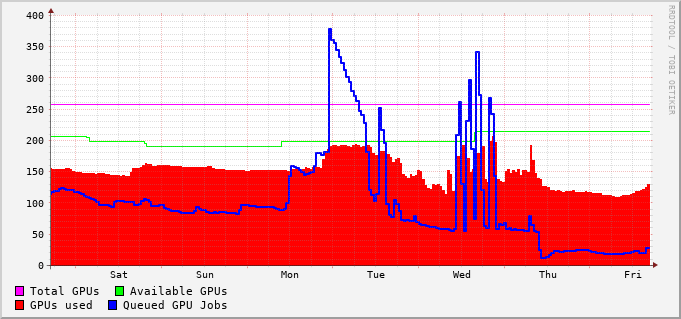 400
350
300
250
200
150
100
50
0
Sat Sun Mon Tue Wed Thu Fri
Total GPUs Available GPUs
GPUs used Queued GPU Jobs
RRDTOOL / TOBI OETIKER